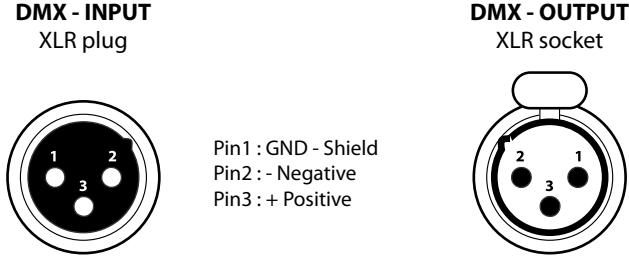 DMX - INPUT
XLR plug
DMX - OUTPUT
XLR socket
1 2
3
Pin1 : GND - Shield
Pin2 : - Negative
Pin3 : + Positive
2 1
3